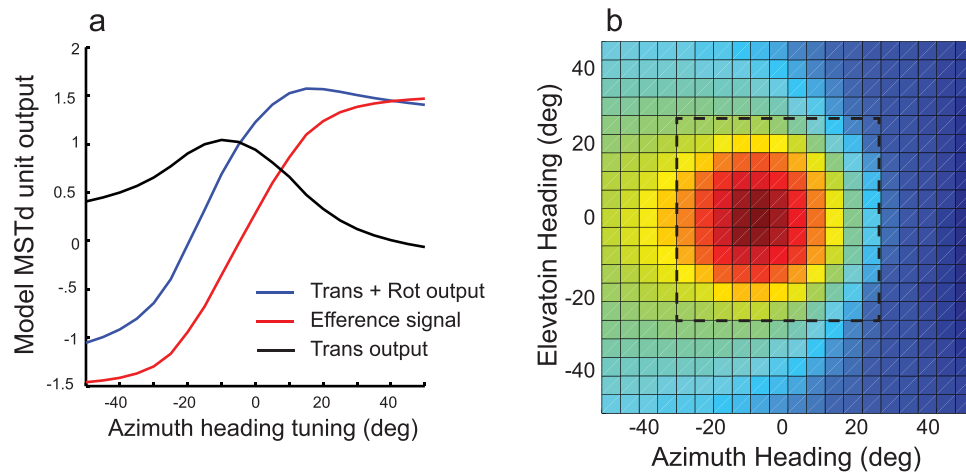 a
Model MSTd unit output
2
1.5
1
0.5
0
-.5
-1
-1.5
-40
-20
0
20
40
Azimuth heading tuning (deg)
Trans + Rot output
Efference signal
Trans output
b
Elevatoin Heading (deg)
40
20
0
-20
-40
-40
-20
0
20
40
Azimuth Heading (deg)